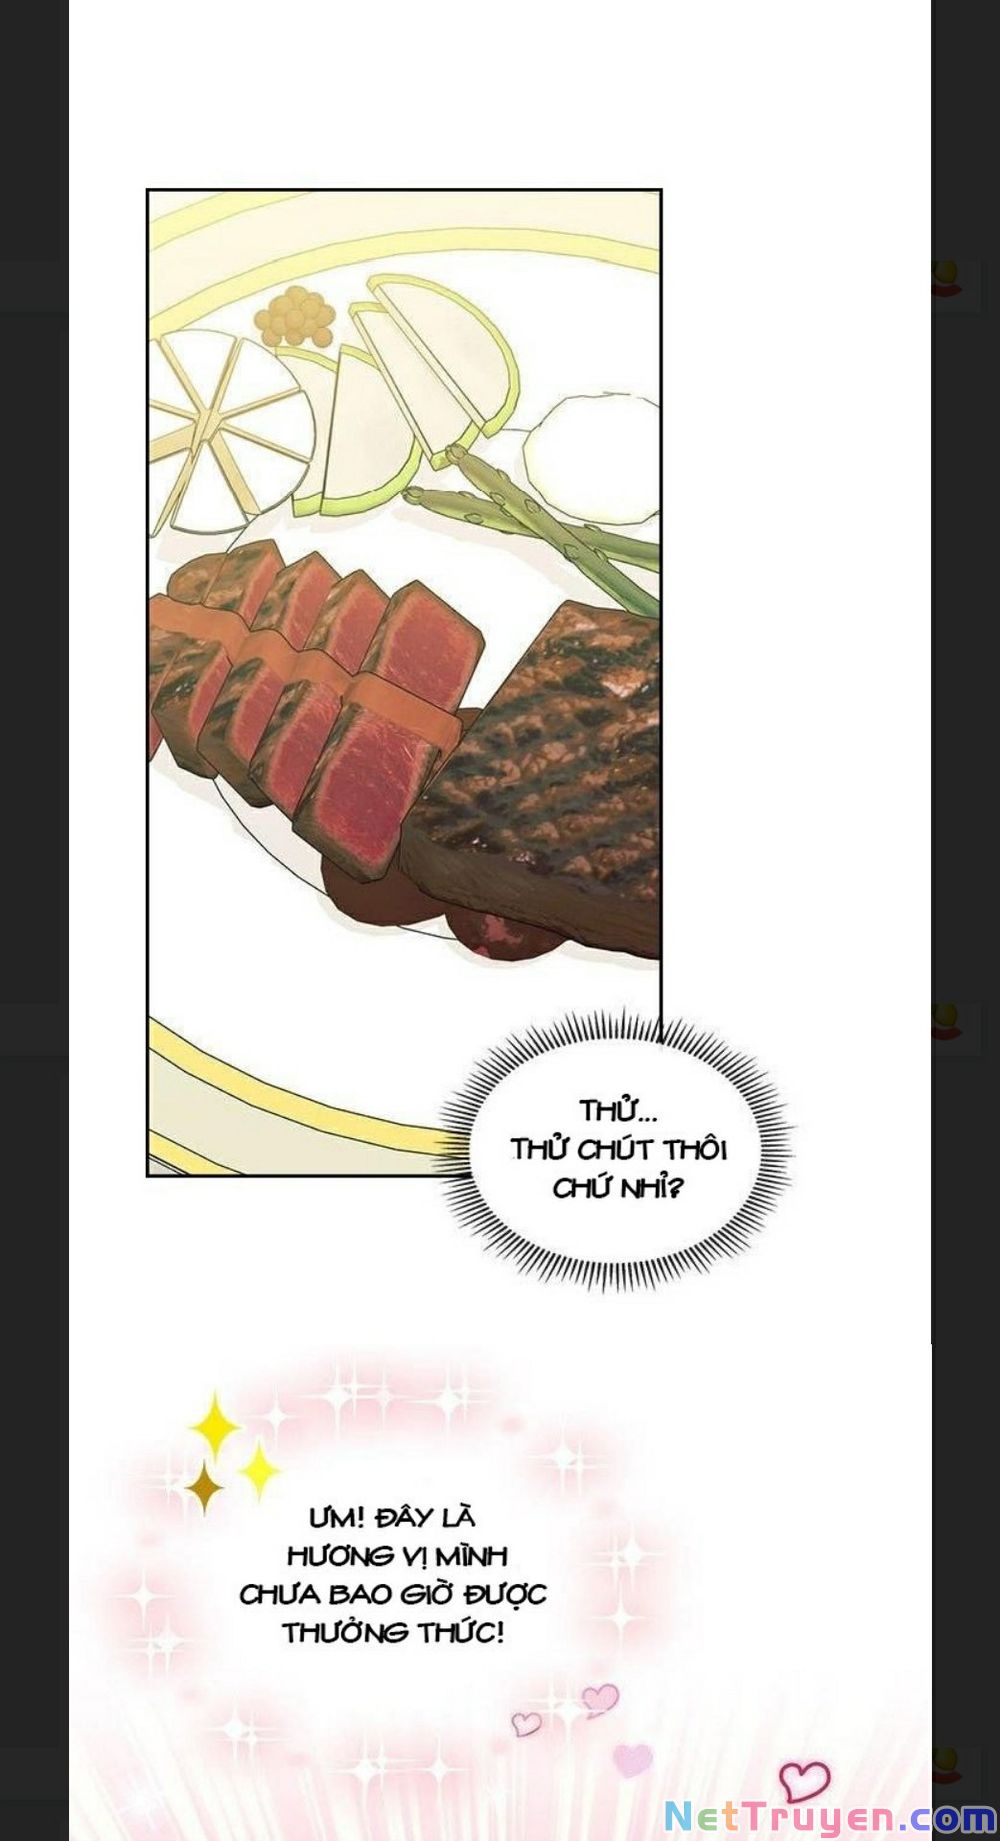 THỬ...
THỬ CHÚT THÔI
CHỨ NHỈ?
ƯM! ĐÂY LÀ
HƯƠNG VỊ MÌNH
CHƯA BAO GIỜ ĐƯỢC
THƯỞNG THỨC!
NetTruyen.com